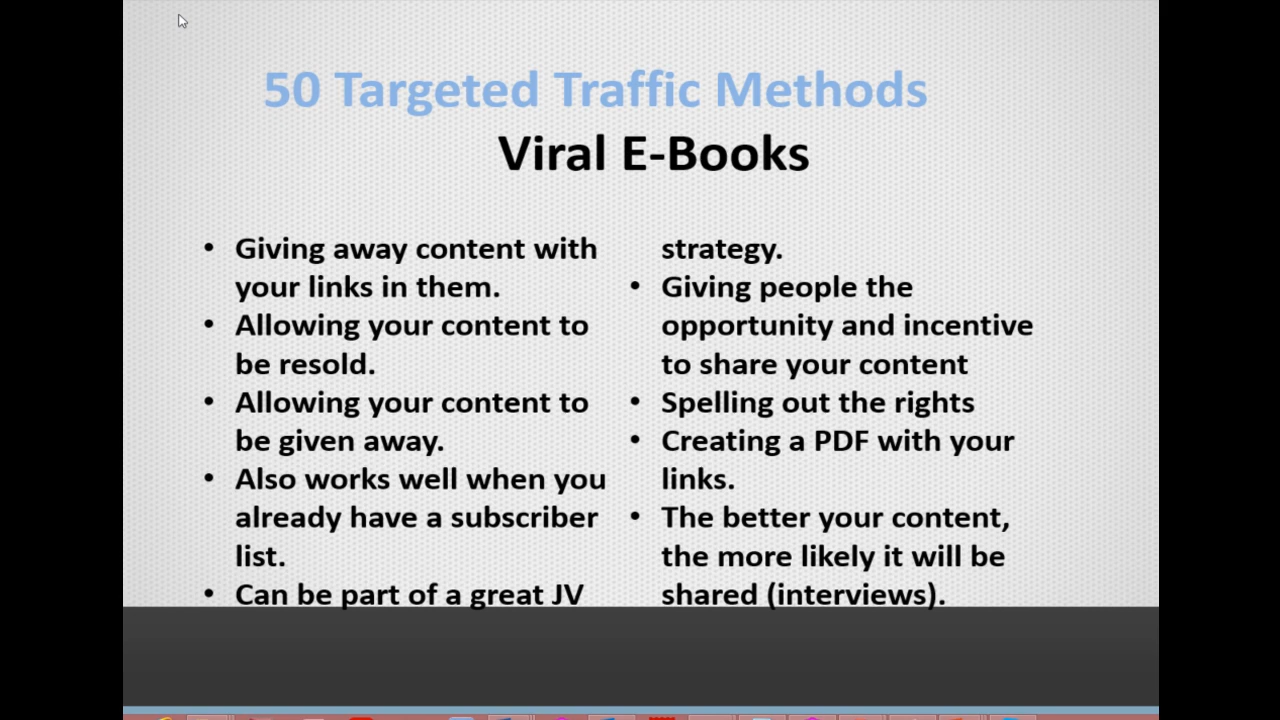 50 Targeted Traffic Methods
Viral E-Books
• Giving away content with
your links in them.
• Allowing your content to
be resold.
• Allowing your content to
be given away.
• Also works well when you
already have a subscriber
list.
• Can be part of a great JV
strategy.
• Giving people the
opportunity and incentive
to share your content
• Spelling out the rights
• Creating a PDF with your
links.
• The better your content,
the more likely it will be
shared (interviews).